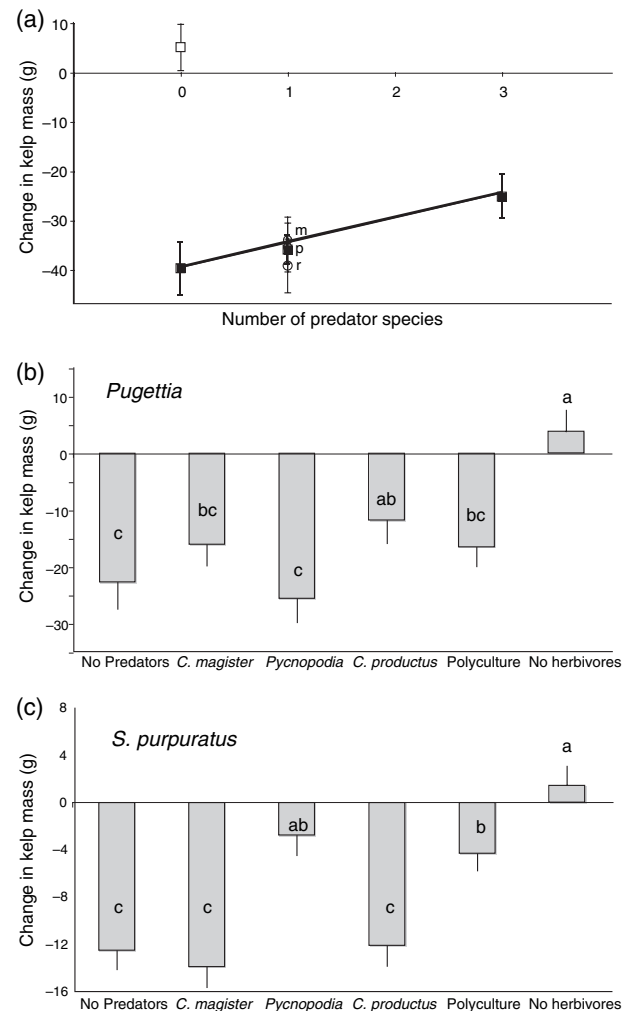 (a)
Change in kelp mass (g)
10
0
−10
−20
−30
−40
0 1 2 3
m
p
r
Number of predator species
(b)
Pugettia
Change in kelp mass (g)
10
0
−10
−20
−30
c bc c ab bc a
No Predators C. magister Pycnopodia C. productus Polyculture No herbivores
(c)
S. purpuratus
Change in kelp mass (g)
8
4
0
−4
−8
−12
−16
c c ab c b a
No Predators C. magister Pycnopodia C. productus Polyculture No herbivores